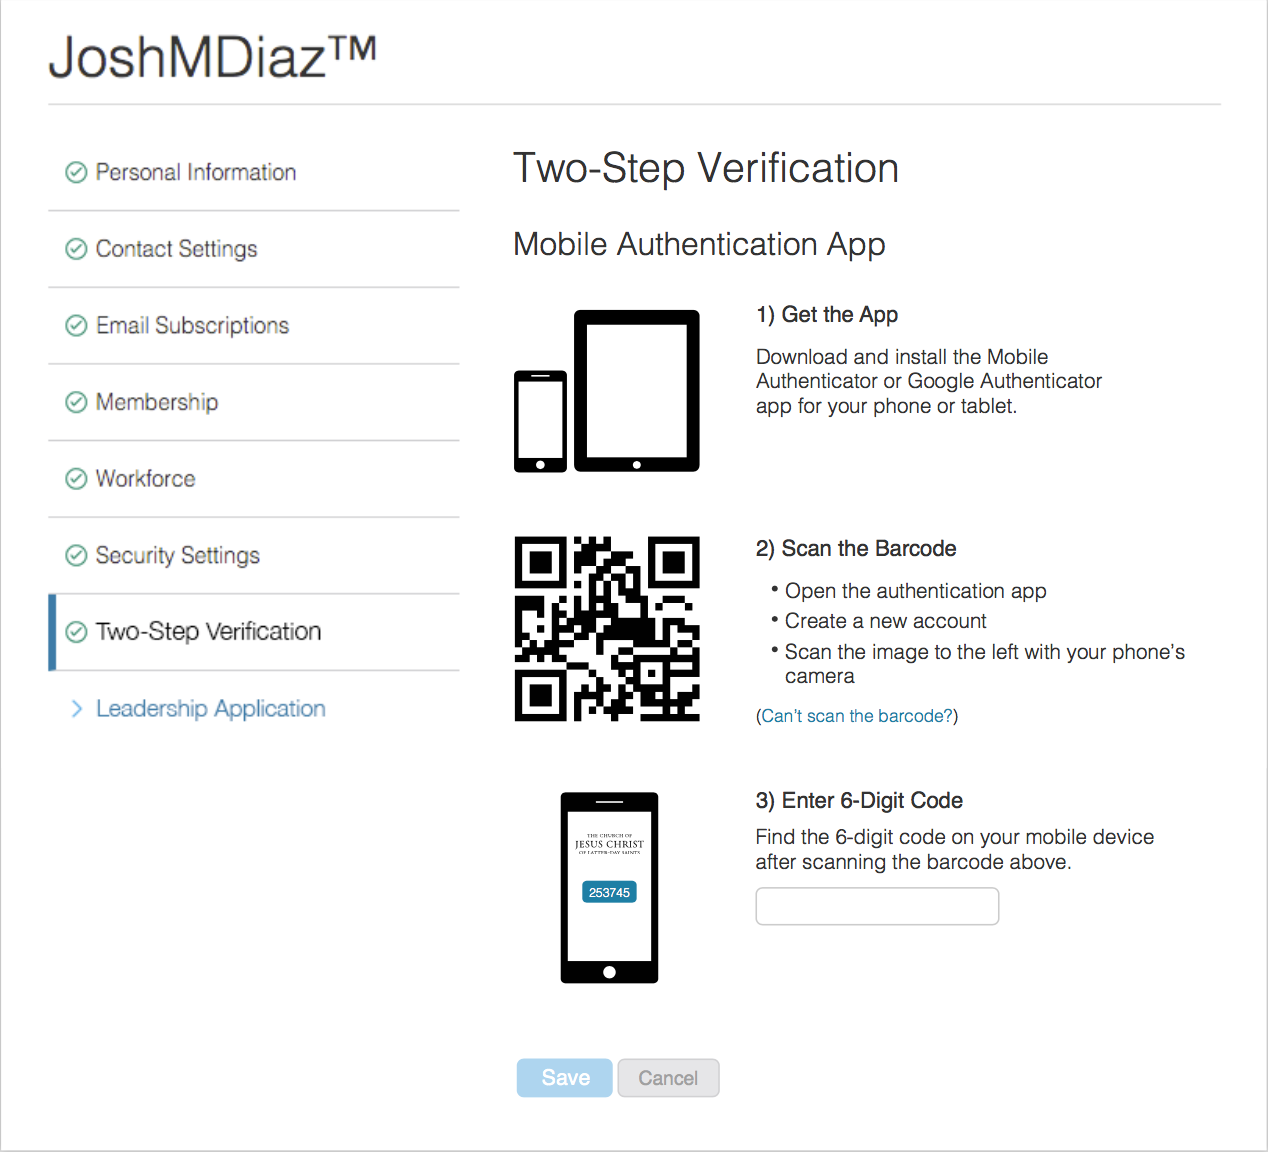 JoshMDiaz™
Personal Information
Contact Settings
Email Subscriptions
Membership
Workforce
Security Settings
Two-Step Verification
Leadership Application
Two-Step Verification
Mobile Authentication App
1) Get the App
Download and install the Mobile
Authenticator or Google Authenticator
app for your phone or tablet.
2) Scan the Barcode
• Open the authentication app
• Create a new account
• Scan the image to the left with your phone’s
camera
(Can’t scan the barcode?)
THE CHURCH OF
JESUS CHRIST
OF LATTER-DAY SAINTS
253745
3) Enter 6-Digit Code
Find the 6-digit code on your mobile device
after scanning the barcode above.
Save
Cancel